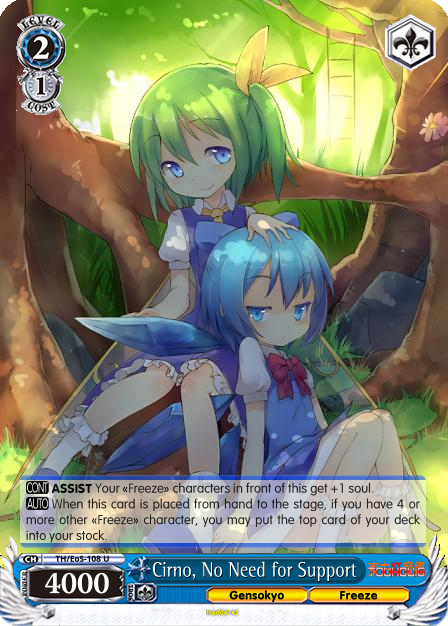 LEVEL
2
1
COST
CONT ASSIST Your «Freeze» characters in front of this get +1 soul.
AUTO When this card is placed from hand to the stage, if you have 4 or
more other «Freeze» character, you may put the top card of your deck
into your stock.
CH TH/EoS-108 U
POWER 4000 SOUL
Cirno, No Need for Support
Gensokyo Freeze